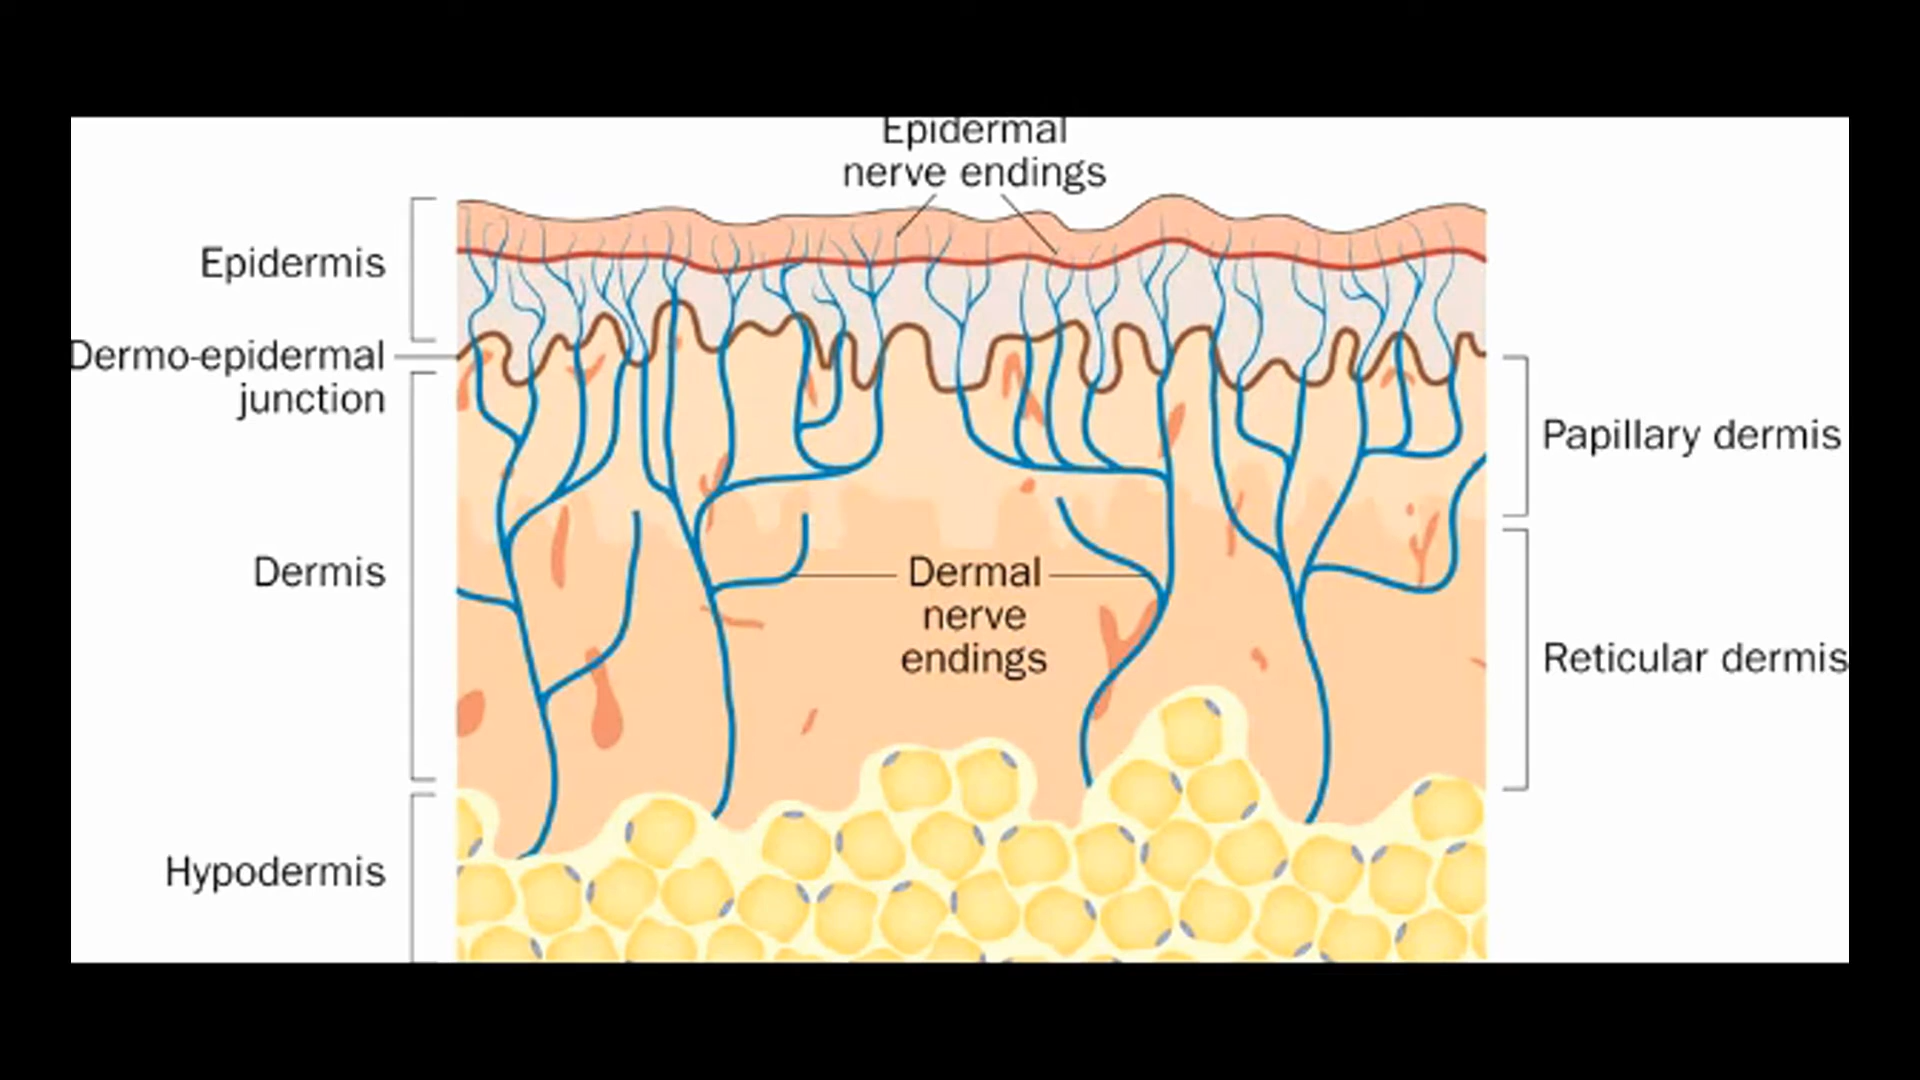 Epidermal
nerve endings
Epidermis
Dermo-epidermal
junction
Papillary dermis
Dermis
Dermal
nerve
endings
Reticular dermis
Hypodermis